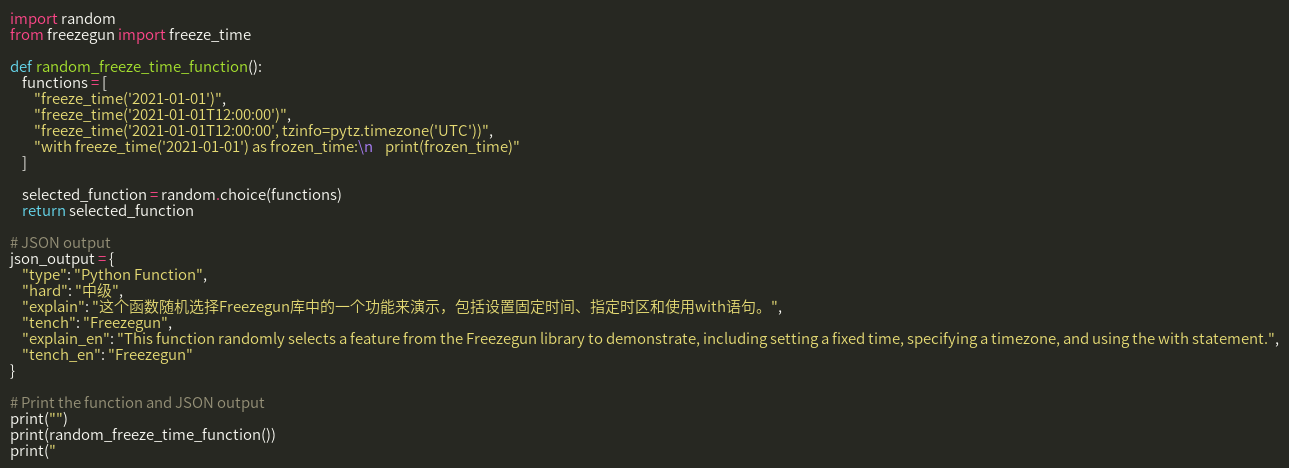 import random
from freezegun import freeze_time

def random_freeze_time_function():
    functions = [
        "freeze_time('2021-01-01')",
        "freeze_time('2021-01-01T12:00:00')",
        "freeze_time('2021-01-01T12:00:00', tzinfo=pytz.timezone('UTC'))",
        "with freeze_time('2021-01-01') as frozen_time:\n    print(frozen_time)"
    ]

    selected_function = random.choice(functions)
    return selected_function

# JSON output
json_output = {
    "type": "Python Function",
    "hard": "中级",
    "explain": "这个函数随机选择Freezegun库中的一个功能来演示，包括设置固定时间、指定时区和使用with语句。",
    "tench": "Freezegun",
    "explain_en": "This function randomly selects a feature from the Freezegun library to demonstrate, including setting a fixed time, specifying a timezone, and using the with statement.",
    "tench_en": "Freezegun"
}

# Print the function and JSON output
print("")
print(random_freeze_time_function())
print("